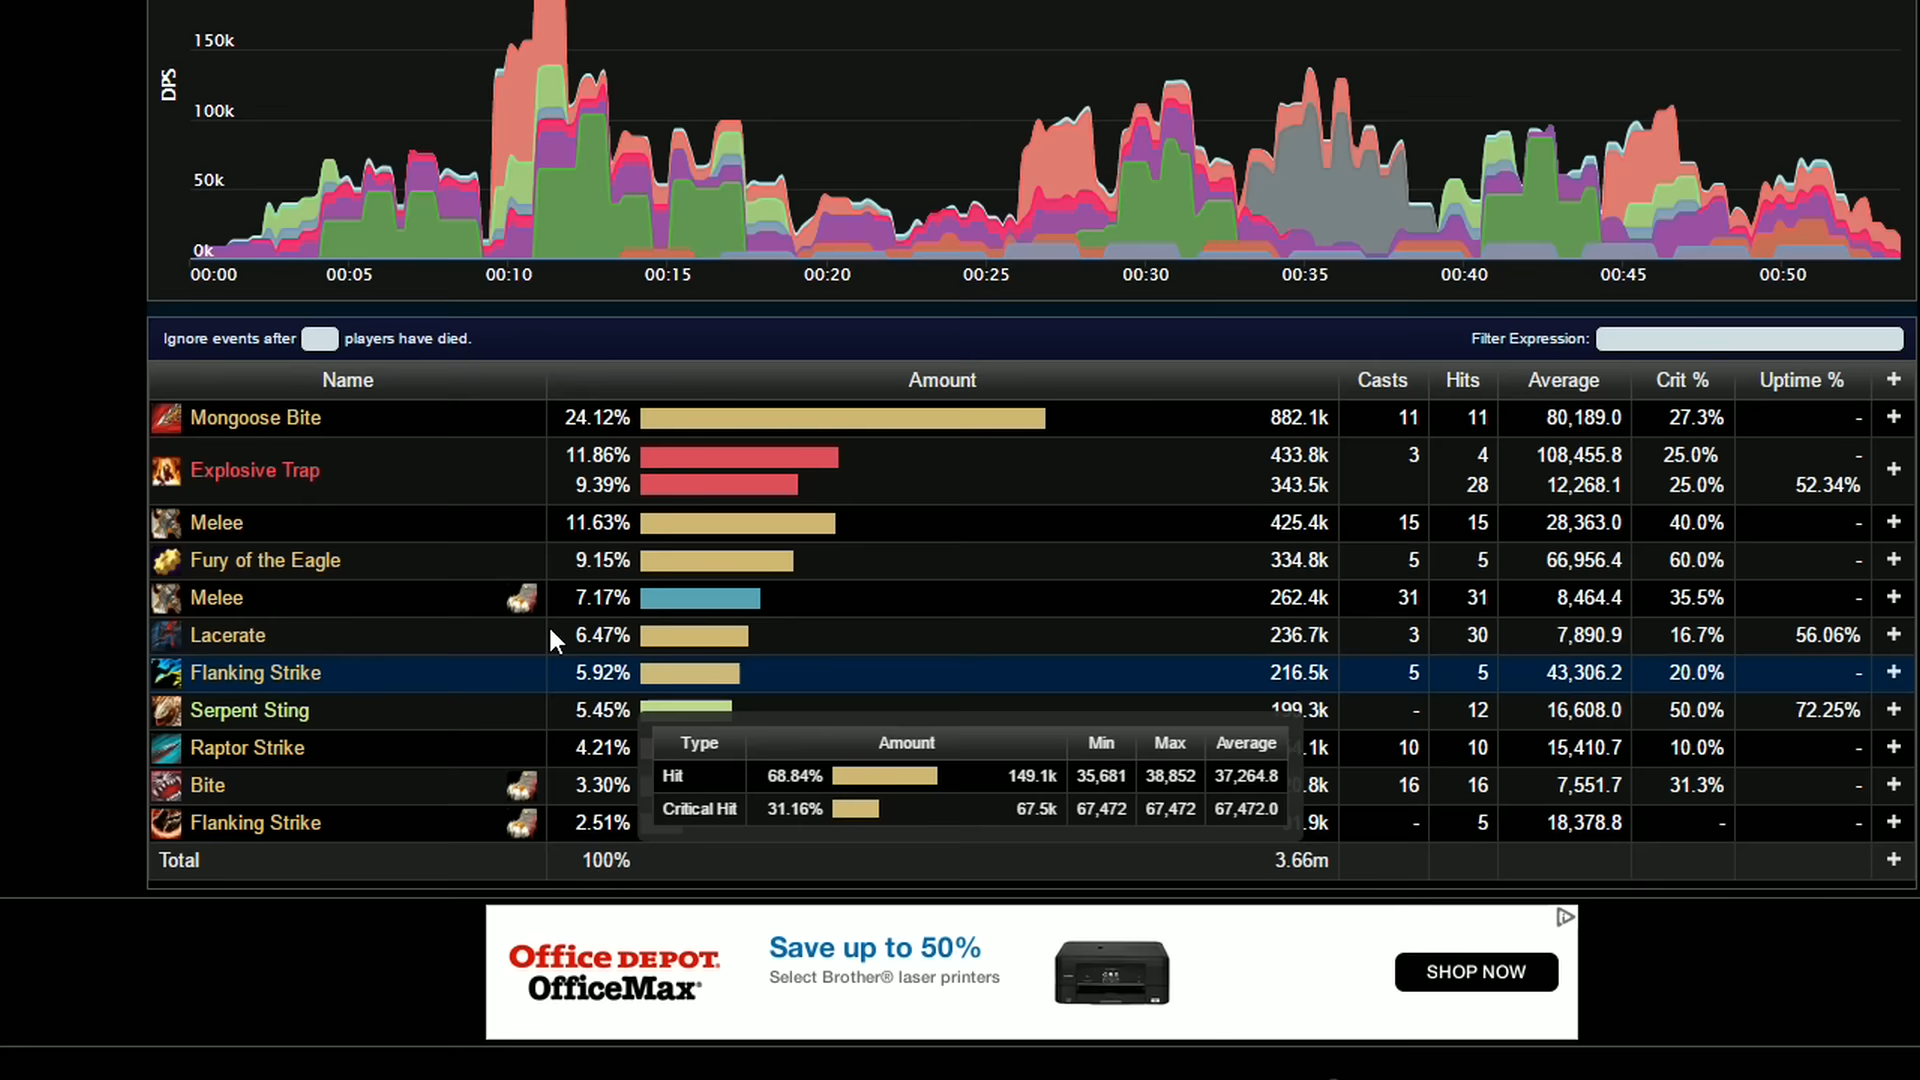 150k
DPS
100k
50k
0k
00:00 00:05 00:10 00:15 00:20 00:25 00:30 00:35 00:40 00:45 00:50
Ignore events after players have died. Filter Expression:
Name Amount Casts Hits Average Crit % Uptime % +
Mongoose Bite 24.12% 882.1k 11 11 80,189.0 27.3% - +
Explosive Trap 11.86% 433.8k 3 4 108,455.8 25.0% - +
9.39% 343.5k 28 12,268.1 25.0% 52.34%
Melee 11.63% 425.4k 15 15 28,363.0 40.0% - +
Fury of the Eagle 9.15% 334.8k 5 5 66,956.4 60.0% - +
Melee 7.17% 262.4k 31 31 8,464.4 35.5% - +
Lacerate 6.47% 236.7k 3 30 7,890.9 16.7% 56.06% +
Flanking Strike 5.92% 216.5k 5 5 43,306.2 20.0% - +
Serpent Sting 5.45% 199.3k - 12 16,608.0 50.0% 72.25% +
Raptor Strike 4.21% .1k 10 10 15,410.7 10.0% - +
Bite 3.30% 0.8k 16 16 7,551.7 31.3% - +
Flanking Strike 2.51% .9k - 5 18,378.8 - - +
Total 100% 3.66m +
Type Amount Min Max Average
Hit 68.84% 149.1k 35,681 38,852 37,264.8
Critical Hit 31.16% 67.5k 67,472 67,472 67,472.0
Office DEPOT.
OfficeMax
Save up to 50%
Select Brother® laser printers
SHOP NOW